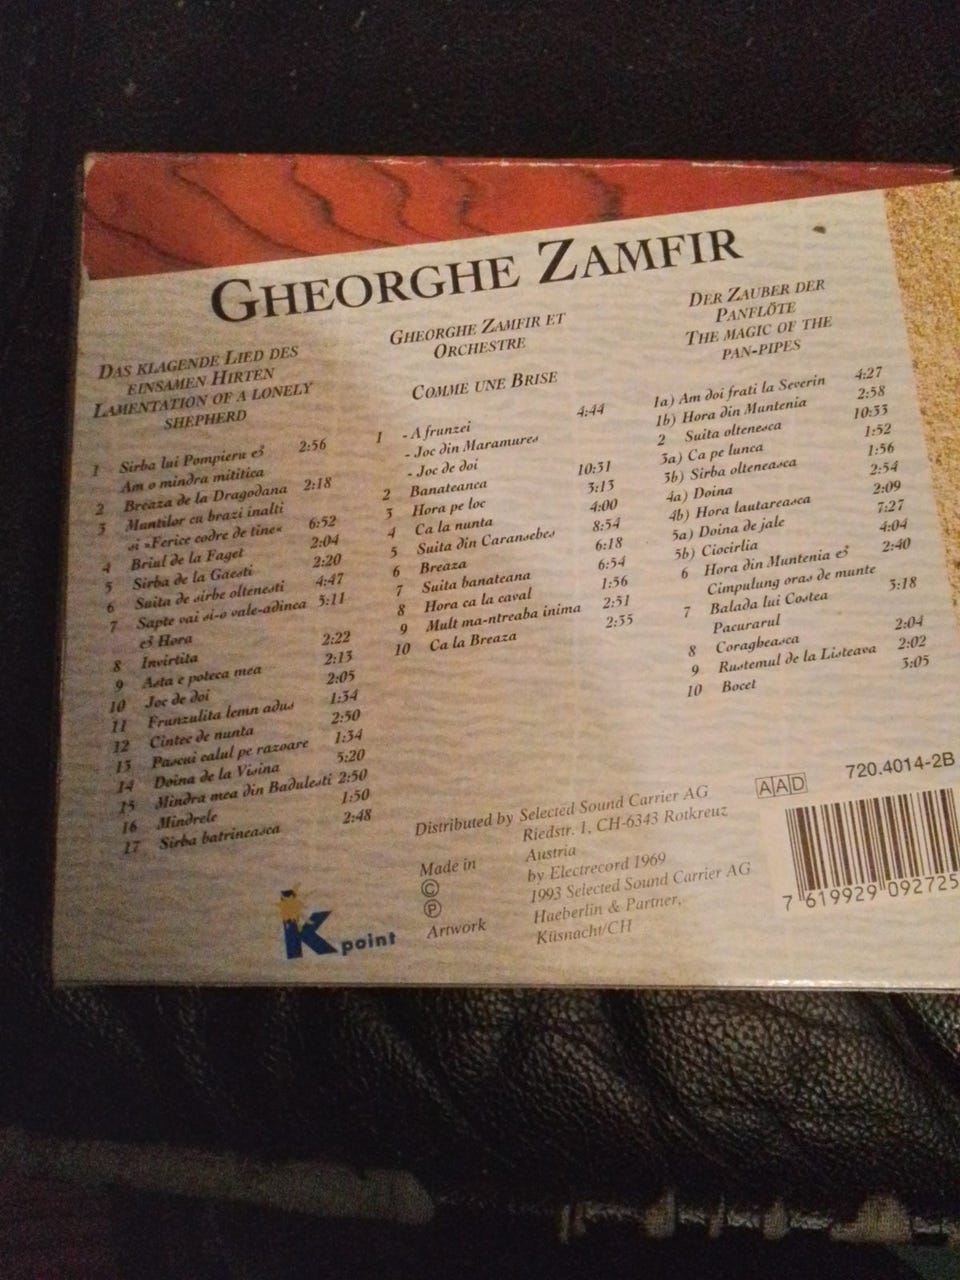 GHEORGHE ZAMFIR
DAS KLAGENDE LIED DES
EINSAMEN HIRTEN
LAMENTATION OF A LONELY
SHEPHERD
1 Sirba lui Pompieru & 2:56
Am o mindra mititica
2 Breaza de la Dragodana 2:18
3 Muntilor cu brazi inalti
si »Ferice codre de tine« 6:52
4 Briul de la Faget 2:04
5 Sirba de la Gaesti 2:20
6 Suita de sirbe oltenesti 4:47
7 Sapte vai si-o vale-adinca 5:11
& Hora
8 Invirtita 2:22
9 Asta e poteca mea 2:13
10 Joc de doi 2:05
11 Frunzulita lemn adus 1:34
12 Cintec de nunta 2:50
13 Pascui calul pe razoare 1:34
14 Doina de la Visina 5:20
15 Mindra mea din Badulesti 2:50
16 Mindrele 1:50
17 Sirba batrineasca 2:48
GHEORGHE ZAMFIR ET
ORCHESTRE
COMME UNE BRISE
1 - A frunzei 4:44
- Joc din Maramures
- Joc de doi
2 Banateanca 10:31
3 Hora pe loc 3:13
4 Ca la nunta 4:00
5 Suita din Caransebes 8:54
6 Breaza 6:18
7 Suita banateana 6:54
8 Hora ca la caval 1:56
9 Mult ma-ntreaba inima 2:51
10 Ca la Breaza 2:35
DER ZAUBER DER
PANFLÖTE
THE MAGIC OF THE
PAN-PIPES
1a) Am doi frati la Severin 4:27
1b) Hora din Muntenia 2:58
2 Suita olteneasca 10:33
3a) Ca pe lunca 1:52
3b) Sirba olteneasca 1:56
4a) Doina 2:54
4b) Hora lautareasca 2:09
5a) Doina de jale 7:27
5b) Ciocirlia 4:04
6 Hora din Muntenia & 2:40
Cimpulung oras de munte
7 Balada lui Costea 5:18
Pacurarul
8 Coragheasca 2:04
9 Rustemul de la Listeava 2:02
10 Bocet 3:05
Distributed by Selected Sound Carrier AG
Riedstr. 1, CH-6343 Rotkreuz
Made in Austria
© by Electrecord 1969
℗ 1993 Selected Sound Carrier AG
Artwork Haeberlin & Partner,
Küsnacht/CH
K point
AAD 720.4014-2B
7 619929 092725